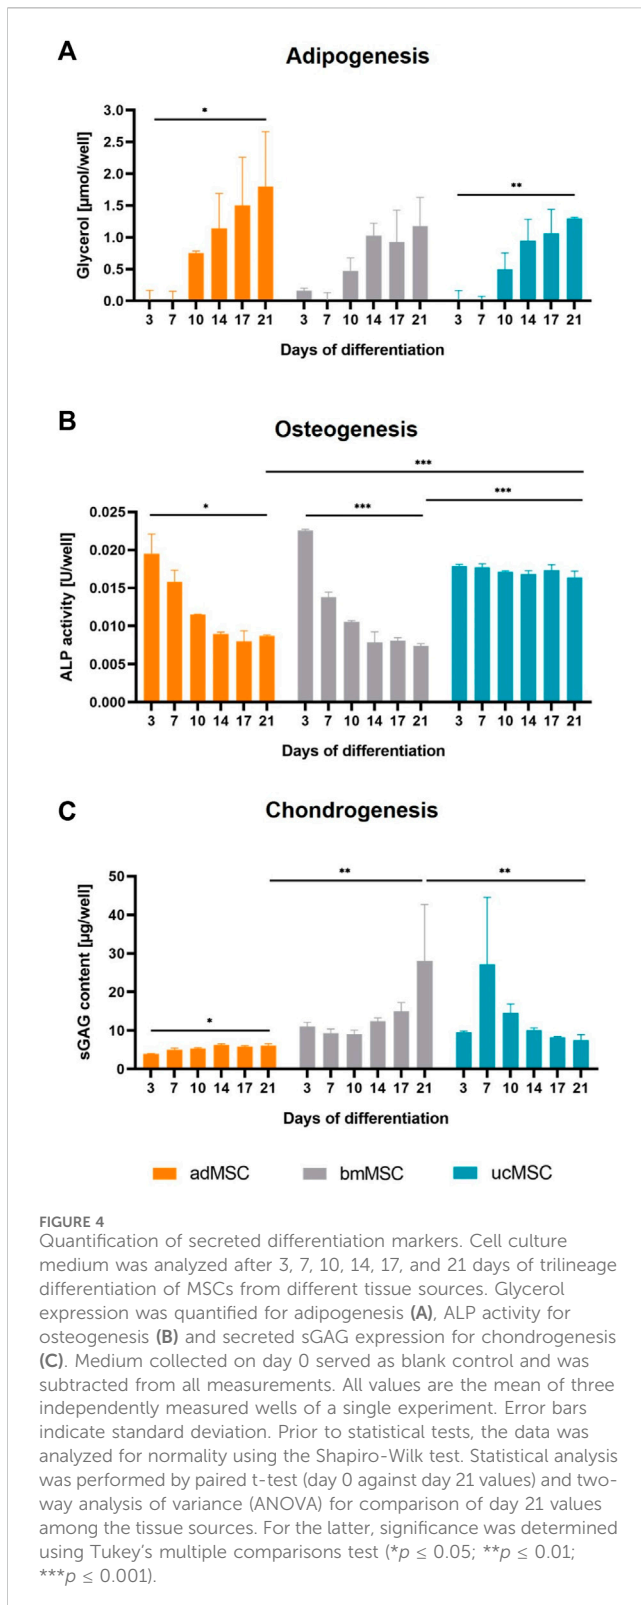 A
Adipogenesis
Glycerol [µmol/well]
3.0
2.5
2.0
1.5
1.0
0.5
0.0
*
**
3 7 10 14 17 21 3 7 10 14 17 21 3 7 10 14 17 21
Days of differentiation
B
Osteogenesis
ALP activity [U/well]
***
*
***
***
0.025
0.020
0.015
0.010
0.005
0.000
3 7 10 14 17 21 3 7 10 14 17 21 3 7 10 14 17 21
Days of differentiation
C
Chondrogenesis
sGAG content [µg/well]
50
40
30
20
10
0
**
**
*
3 7 10 14 17 21 3 7 10 14 17 21 3 7 10 14 17 21
Days of differentiation
adMSC bmMSC ucMSC
FIGURE 4
Quantification of secreted differentiation markers. Cell culture
medium was analyzed after 3, 7, 10, 14, 17, and 21 days of trilineage
differentiation of MSCs from different tissue sources. Glycerol
expression was quantified for adipogenesis (A), ALP activity for
osteogenesis (B) and secreted sGAG expression for chondrogenesis
(C). Medium collected on day 0 served as blank control and was
subtracted from all measurements. All values are the mean of three
independently measured wells of a single experiment. Error bars
indicate standard deviation. Prior to statistical tests, the data was
analyzed for normality using the Shapiro-Wilk test. Statistical analysis
was performed by paired t-test (day 0 against day 21 values) and two-
way analysis of variance (ANOVA) for comparison of day 21 values
among the tissue sources. For the latter, significance was determined
using Tukey's multiple comparisons test (*p ≤ 0.05; **p ≤ 0.01;
***p ≤ 0.001).